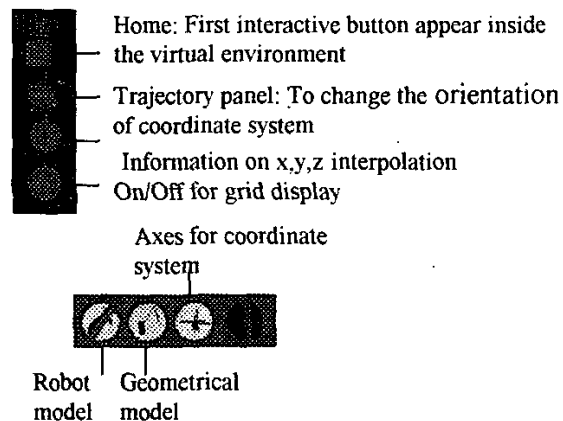 Home: First interactive button appear inside
the virtual environment
Trajectory panel: To change the orientation
of coordinate system
Information on x,y,z interpolation
On/Off for grid display
Axes for coordinate
system
Robot Geometrical
model model